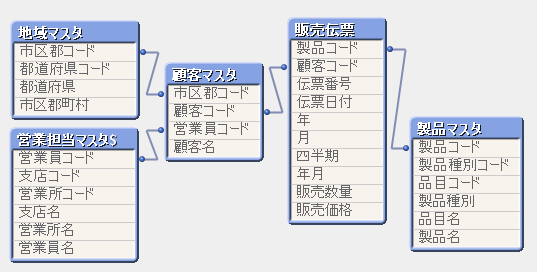 地域マスタ
市区郡コード
都道府県コード
都道府県
市区郡町村
営業担当マスタS
営業員コード
支店コード
営業所コード
支店名
営業所名
営業員名
顧客マスタ
市区郡コード
顧客コード
営業員コード
顧客名
販売伝票
製品コード
顧客コード
伝票番号
伝票日付
年
月
四半期
年月
販売数量
販売価格
製品マスタ
製品コード
製品種別コード
品目コード
製品種別
品目名
製品名